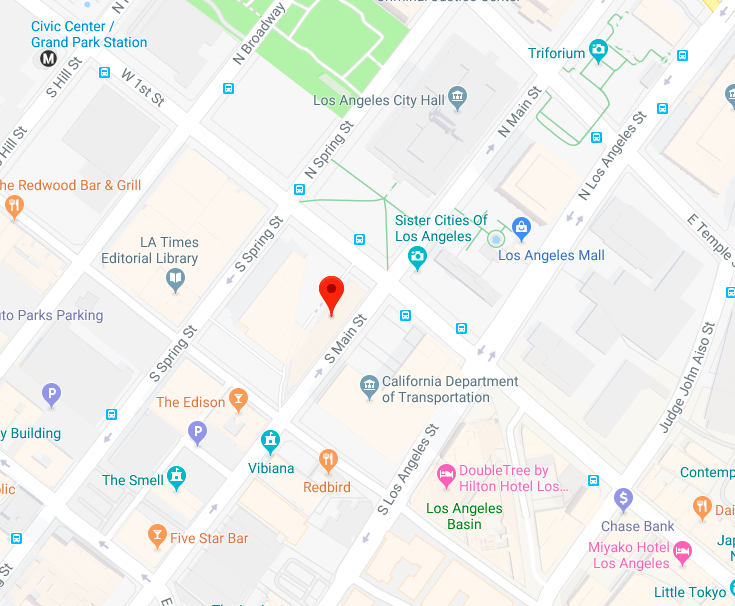 Criminal Justice Center
Civic Center /
Grand Park Station
M
S Hill St
N Broadway
W 1st St
Triforium
Los Angeles City Hall
N Main St
N Spring St
N Los Angeles St
Hill St
he Redwood Bar & Grill
Sister Cities Of
Los Angeles
E Temple S
LA Times
Editorial Library
S Spring St
Los Angeles Mall
uto Parks Parking
S Main St
S Spring St
Judge John Aiso St
California Department
of Transportation
P
The Edison
P
y Building
Vibiana
The Smell
Redbird
S Los Angeles St
DoubleTree by
Hilton Hotel Los...
Los Angeles
Basin
Contemp
olic
$
Chase Bank
Dai
Five Star Bar
Miyako Hotel
Los Angeles
Jap
N
Little Tokyo
St
E